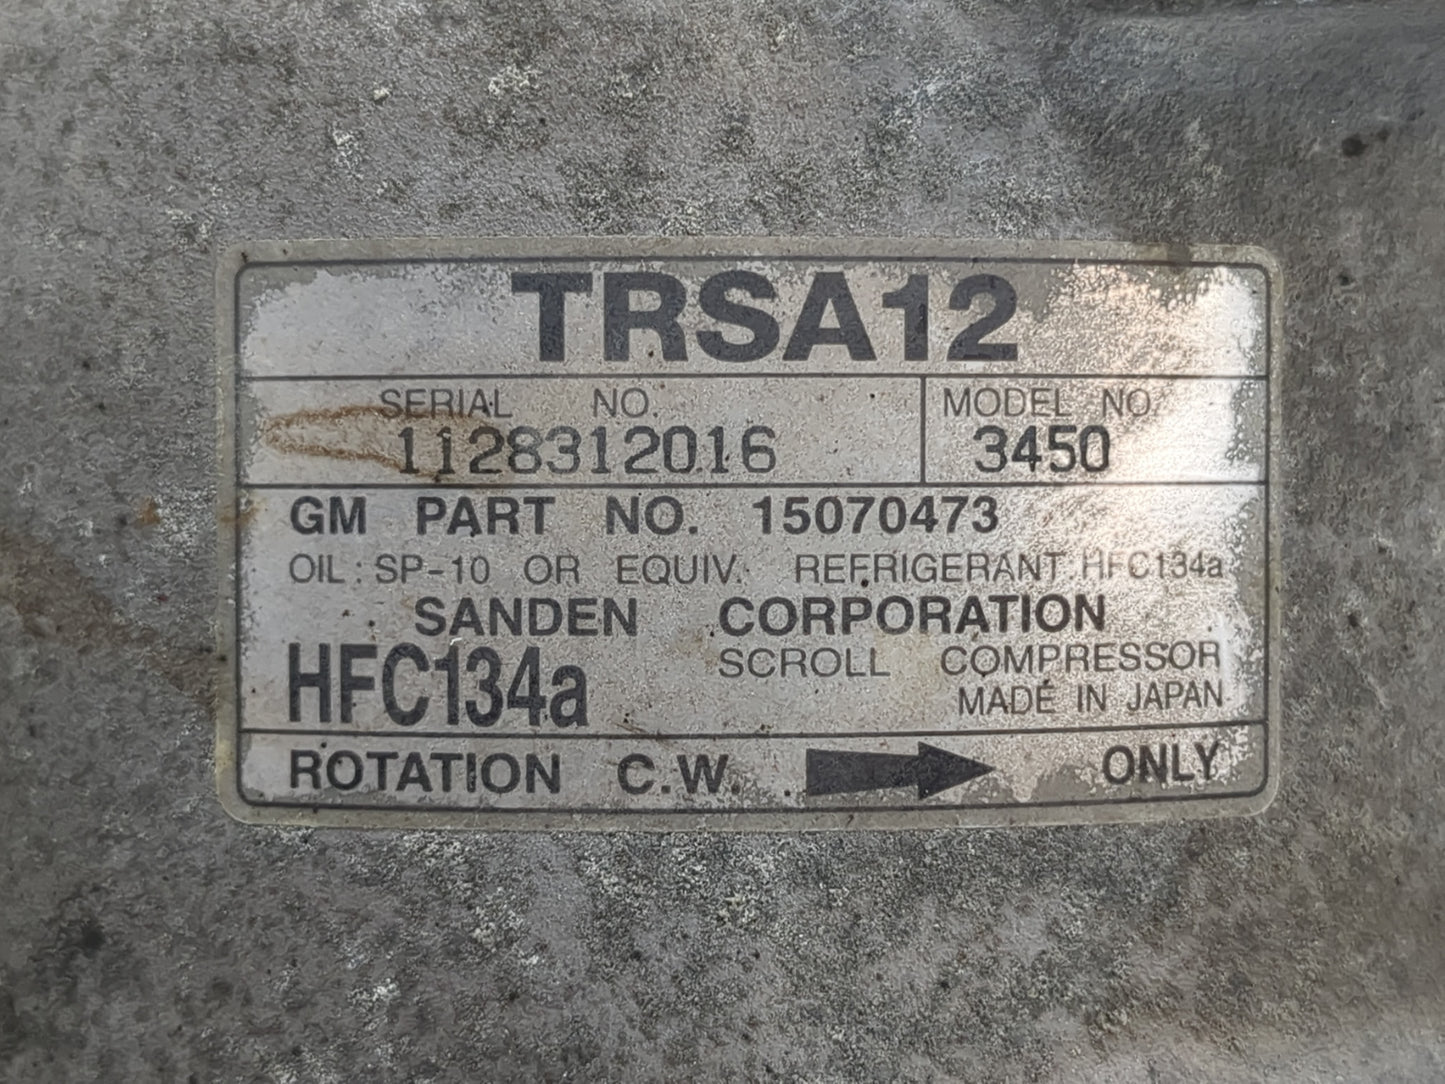 TRSA12
SERIAL NO. MODEL NO.
1128312016 3450
GM PART NO. 15070473
OIL: SP-10 OR EQUIV. REFRIGERANT: HFC134a
SANDEN CORPORATION
HFC134a SCROLL COMPRESSOR
MADE IN JAPAN
ROTATION C.W. ONLY